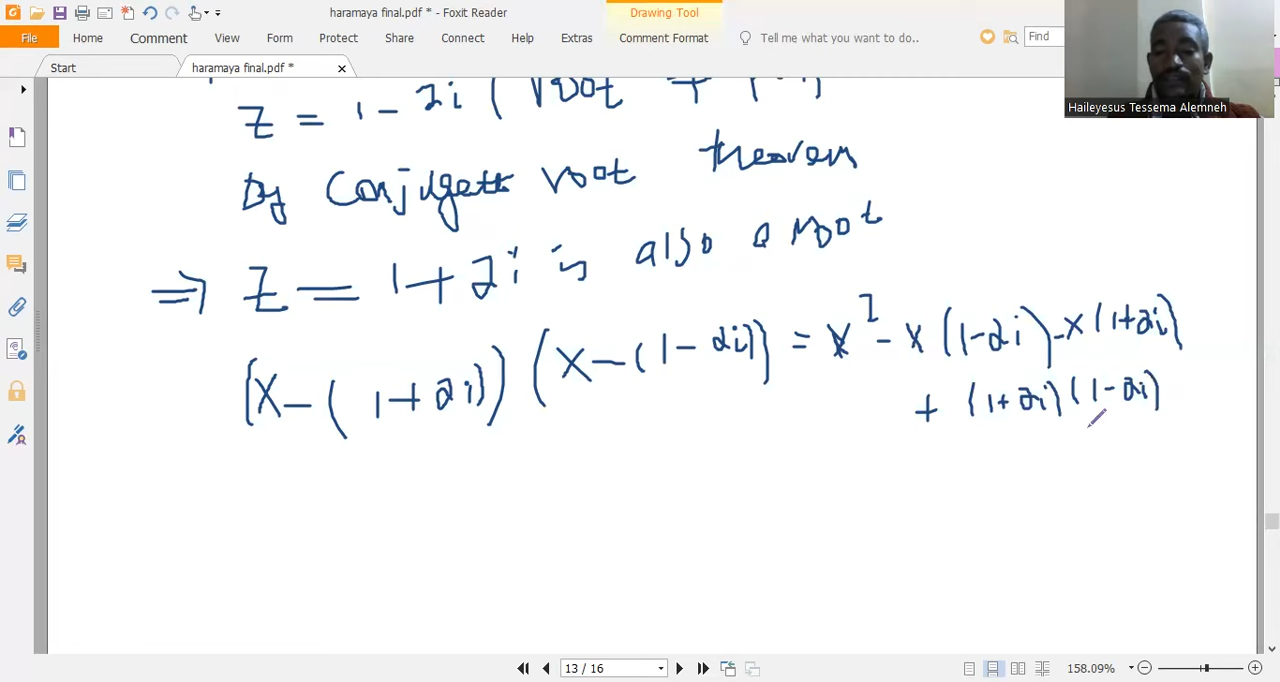 haramaya final.pdf * - Foxit Reader
Drawing Tool
File Home Comment View Form Protect Share Connect Help Extras Comment Format Tell me what you want to do.. Find
Start haramaya final.pdf *
Haileyesus Tessema Alemneh
Z = 1 - 2i ( root
by Conjugett root theorem
⇒ Z = 1 + 2i is also a root
(x - (1 + 2i)) (x - (1 - 2i)) = x² - x (1 - 2i) - x (1 + 2i)
+ (1 + 2i) (1 - 2i)
13 / 16 158.09%